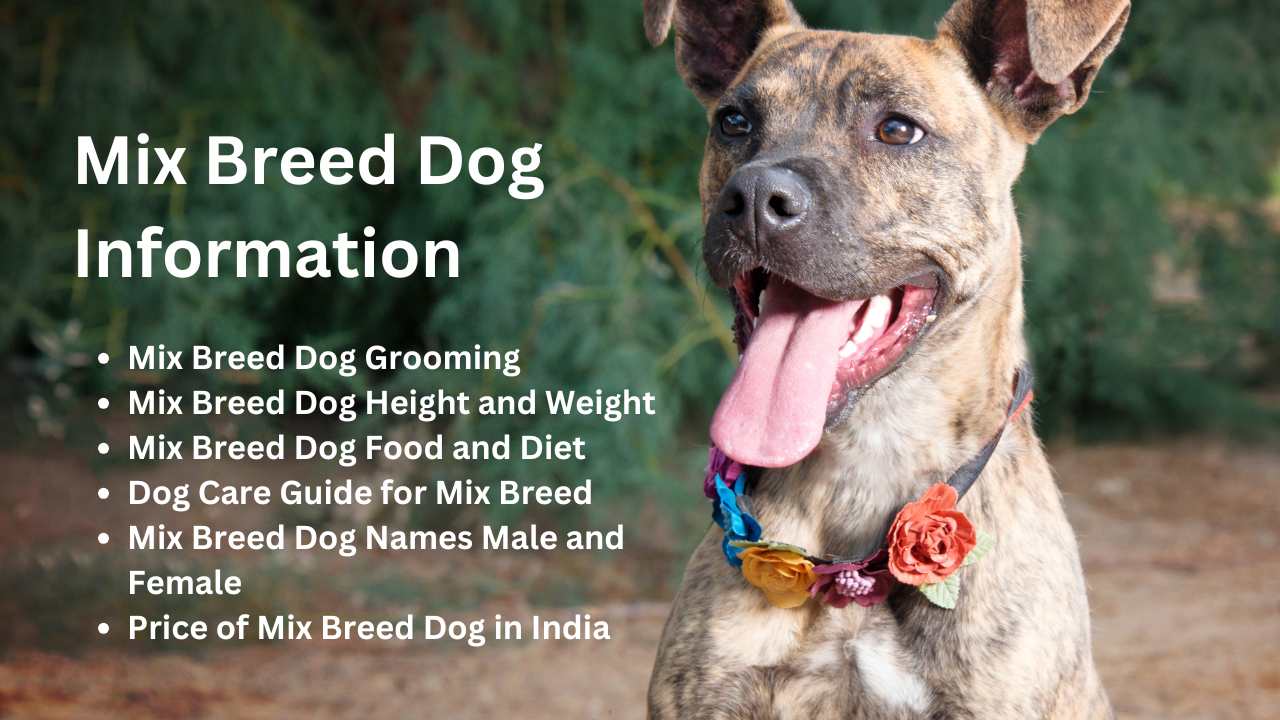 Mix Breed Dog
Information
• Mix Breed Dog Grooming
• Mix Breed Dog Height and Weight
• Mix Breed Dog Food and Diet
• Dog Care Guide for Mix Breed
• Mix Breed Dog Names Male and
Female
• Price of Mix Breed Dog in India